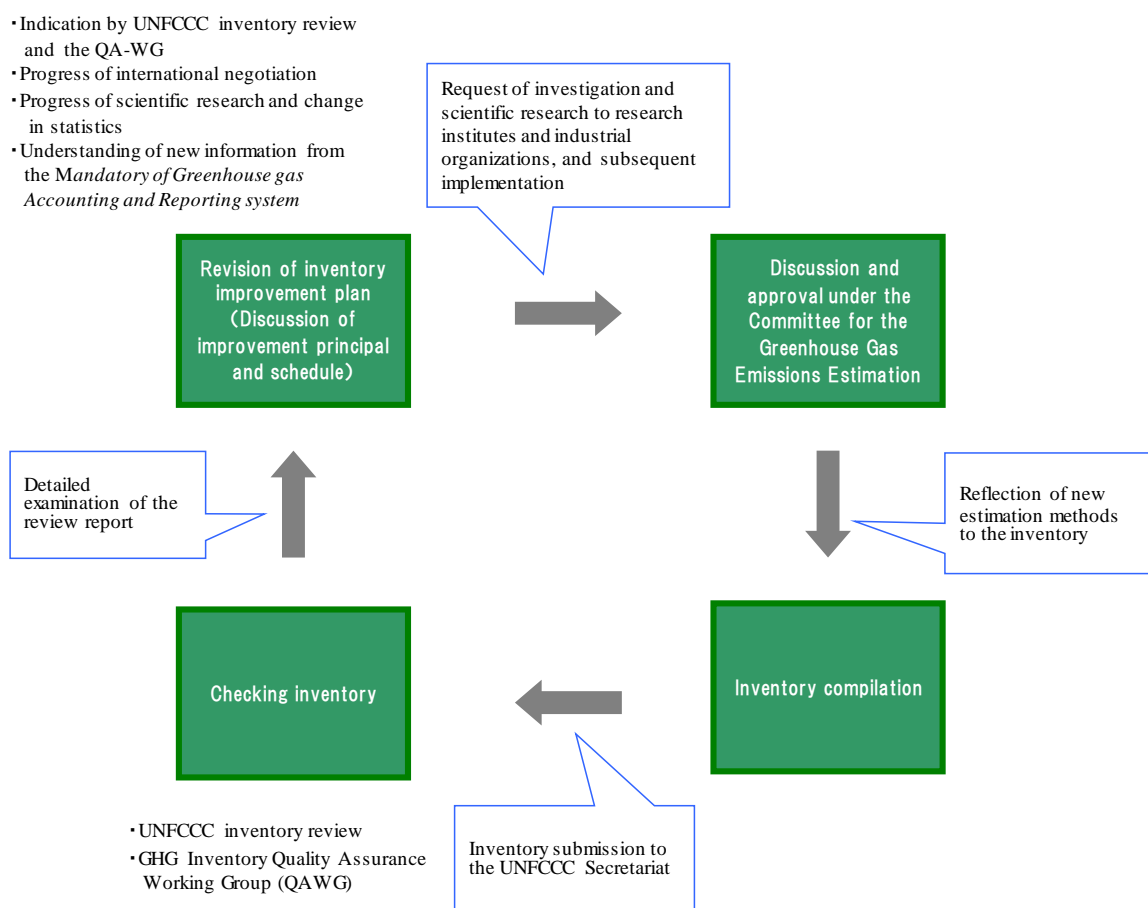 ・Indication by UNFCCC inventory review
and the QA-WG
・Progress of international negotiation
・Progress of scientific research and change
in statistics
・Understanding of new information from
the Mandatory of Greenhouse gas
Accounting and Reporting system
Request of investigation and
scientific research to research
institutes and industrial
organizations, and subsequent
implementation
Revision of inventory
improvement plan
(Discussion of
improvement principal
and schedule)
Discussion and
approval under the
Committee for the
Greenhouse Gas
Emissions Estimation
Detailed
examination of the
review report
Reflection of new
estimation methods
to the inventory
Checking inventory
Inventory compilation
・UNFCCC inventory review
・GHG Inventory Quality Assurance
Working Group (QAWG)
Inventory submission to
the UNFCCC Secretariat